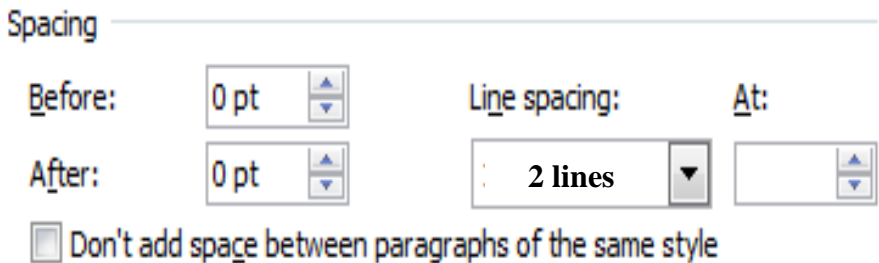 Spacing
Before: 0 pt Line spacing: At:
After: 0 pt 2 lines
Don't add space between paragraphs of the same style